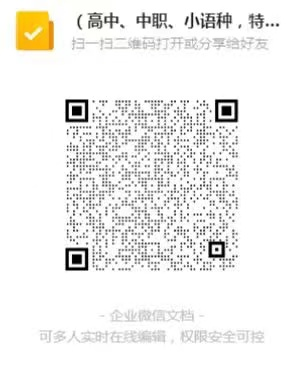 （高中、中职、小语种，特...
扫一扫二维码打开或分享给好友
- 企业微信文档 -
可多人实时在线编辑，权限安全可控